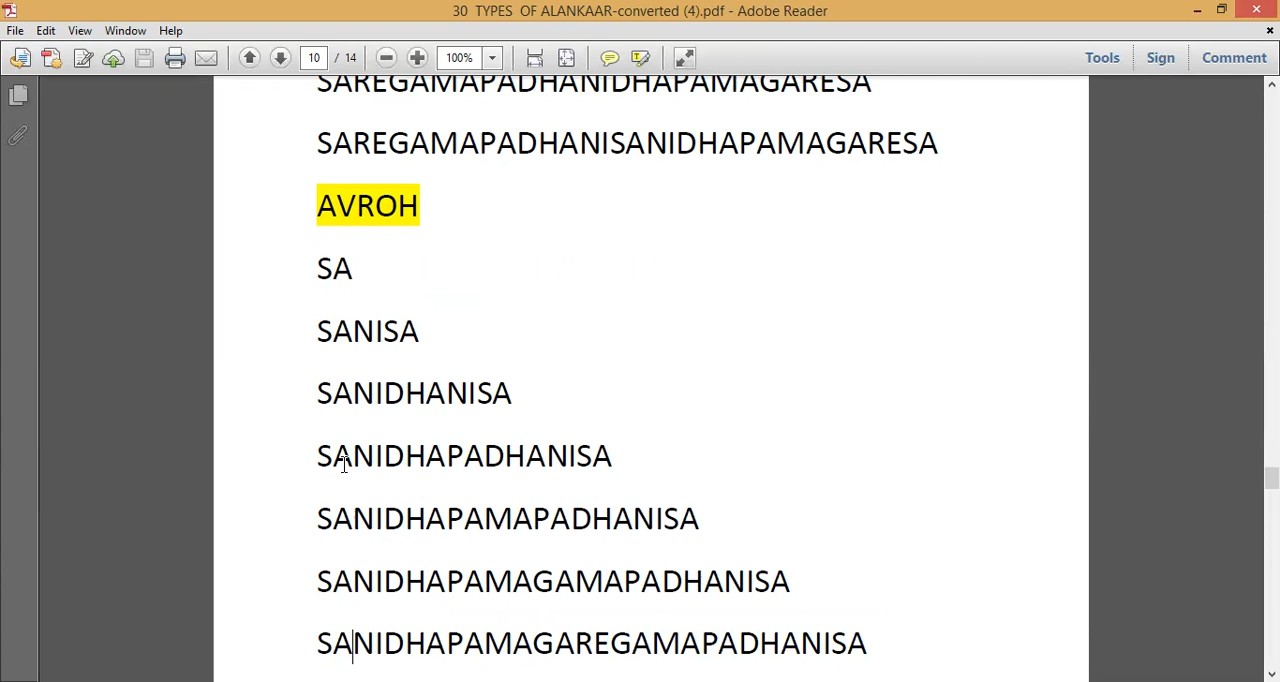 30 TYPES OF ALANKAAR-converted (4).pdf - Adobe Reader
File Edit View Window Help
10 / 14 100% Tools Sign Comment
SAREGAMAPADHANIDHAPAMAGARESA
SAREGAMAPADHANISANIDHAPAMAGARESA
AVROH
SA
SANISA
SANIDHANISA
SANIDHAPADHANISA
SANIDHAPAMAPADHANISA
SANIDHAPAMAGAMAPADHANISA
SANIDHAPAMAGAREGAMAPADHANISA